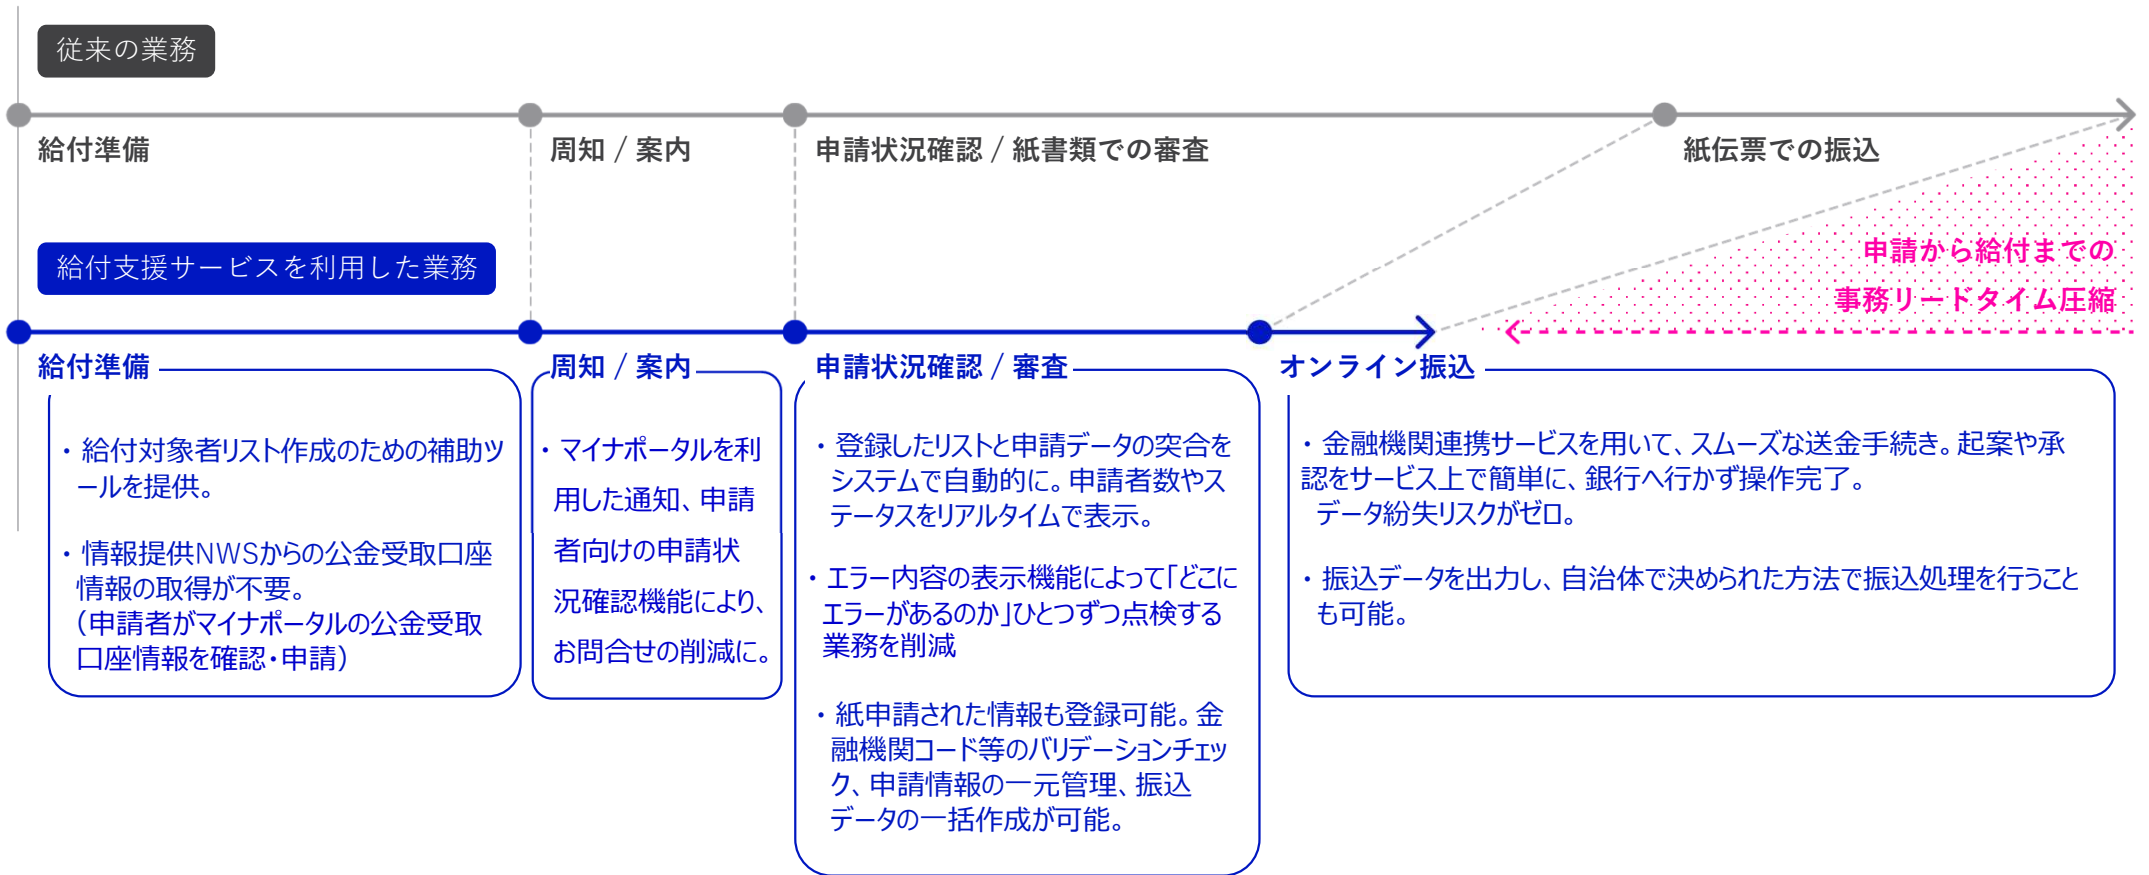 従来の業務
給付準備
周知 / 案内
申請状況確認 / 紙書類での審査
紙伝票での振込
給付支援サービスを利用した業務
申請から給付までの
事務リードタイム圧縮
給付準備
・給付対象者リスト作成のための補助ツ
ールを提供。
・情報提供NWSからの公金受取口座
情報の取得が不要。
（申請者がマイナポータルの公金受取
口座情報を確認・申請）
周知 / 案内
・マイナポータルを利
用した通知、申請
者向けの申請状
況確認機能により、
お問合せの削減に。
申請状況確認 / 審査
・登録したリストと申請データの突合を
システムで自動的に。申請者数やス
テータスをリアルタイムで表示。
・エラー内容の表示機能によって「どこに
エラーがあるのか」ひとつずつ点検する
業務を削減
・紙申請された情報も登録可能。金
融機関コード等のバリデーションチェッ
ク、申請情報の一元管理、振込
データの一括作成が可能。
オンライン振込
・金融機関連携サービスを用いて、スムーズな送金手続き。起案や承
認をサービス上で簡単に、銀行へ行かず操作完了。
データ紛失リスクがゼロ。
・振込データを出力し、自治体で決められた方法で振込処理を行うこと
も可能。